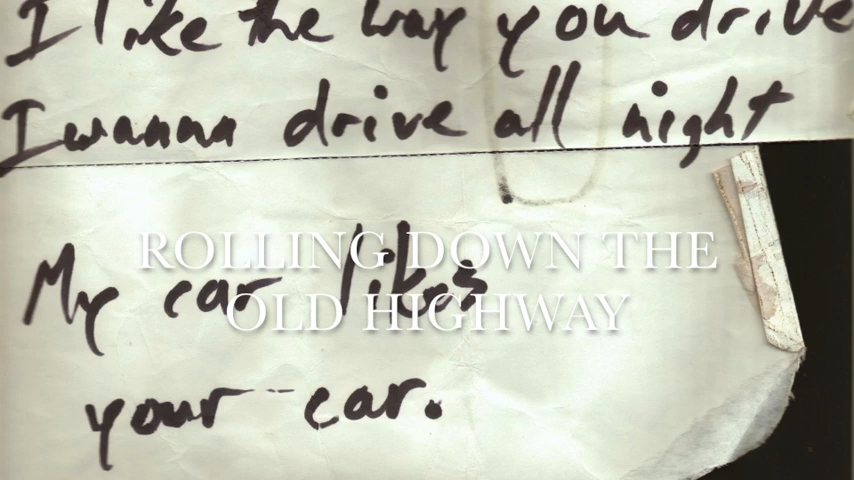 I like the way you drive
I wanna drive all night
My car likes
your car.
ROLLING DOWN THE
OLD HIGHWAY